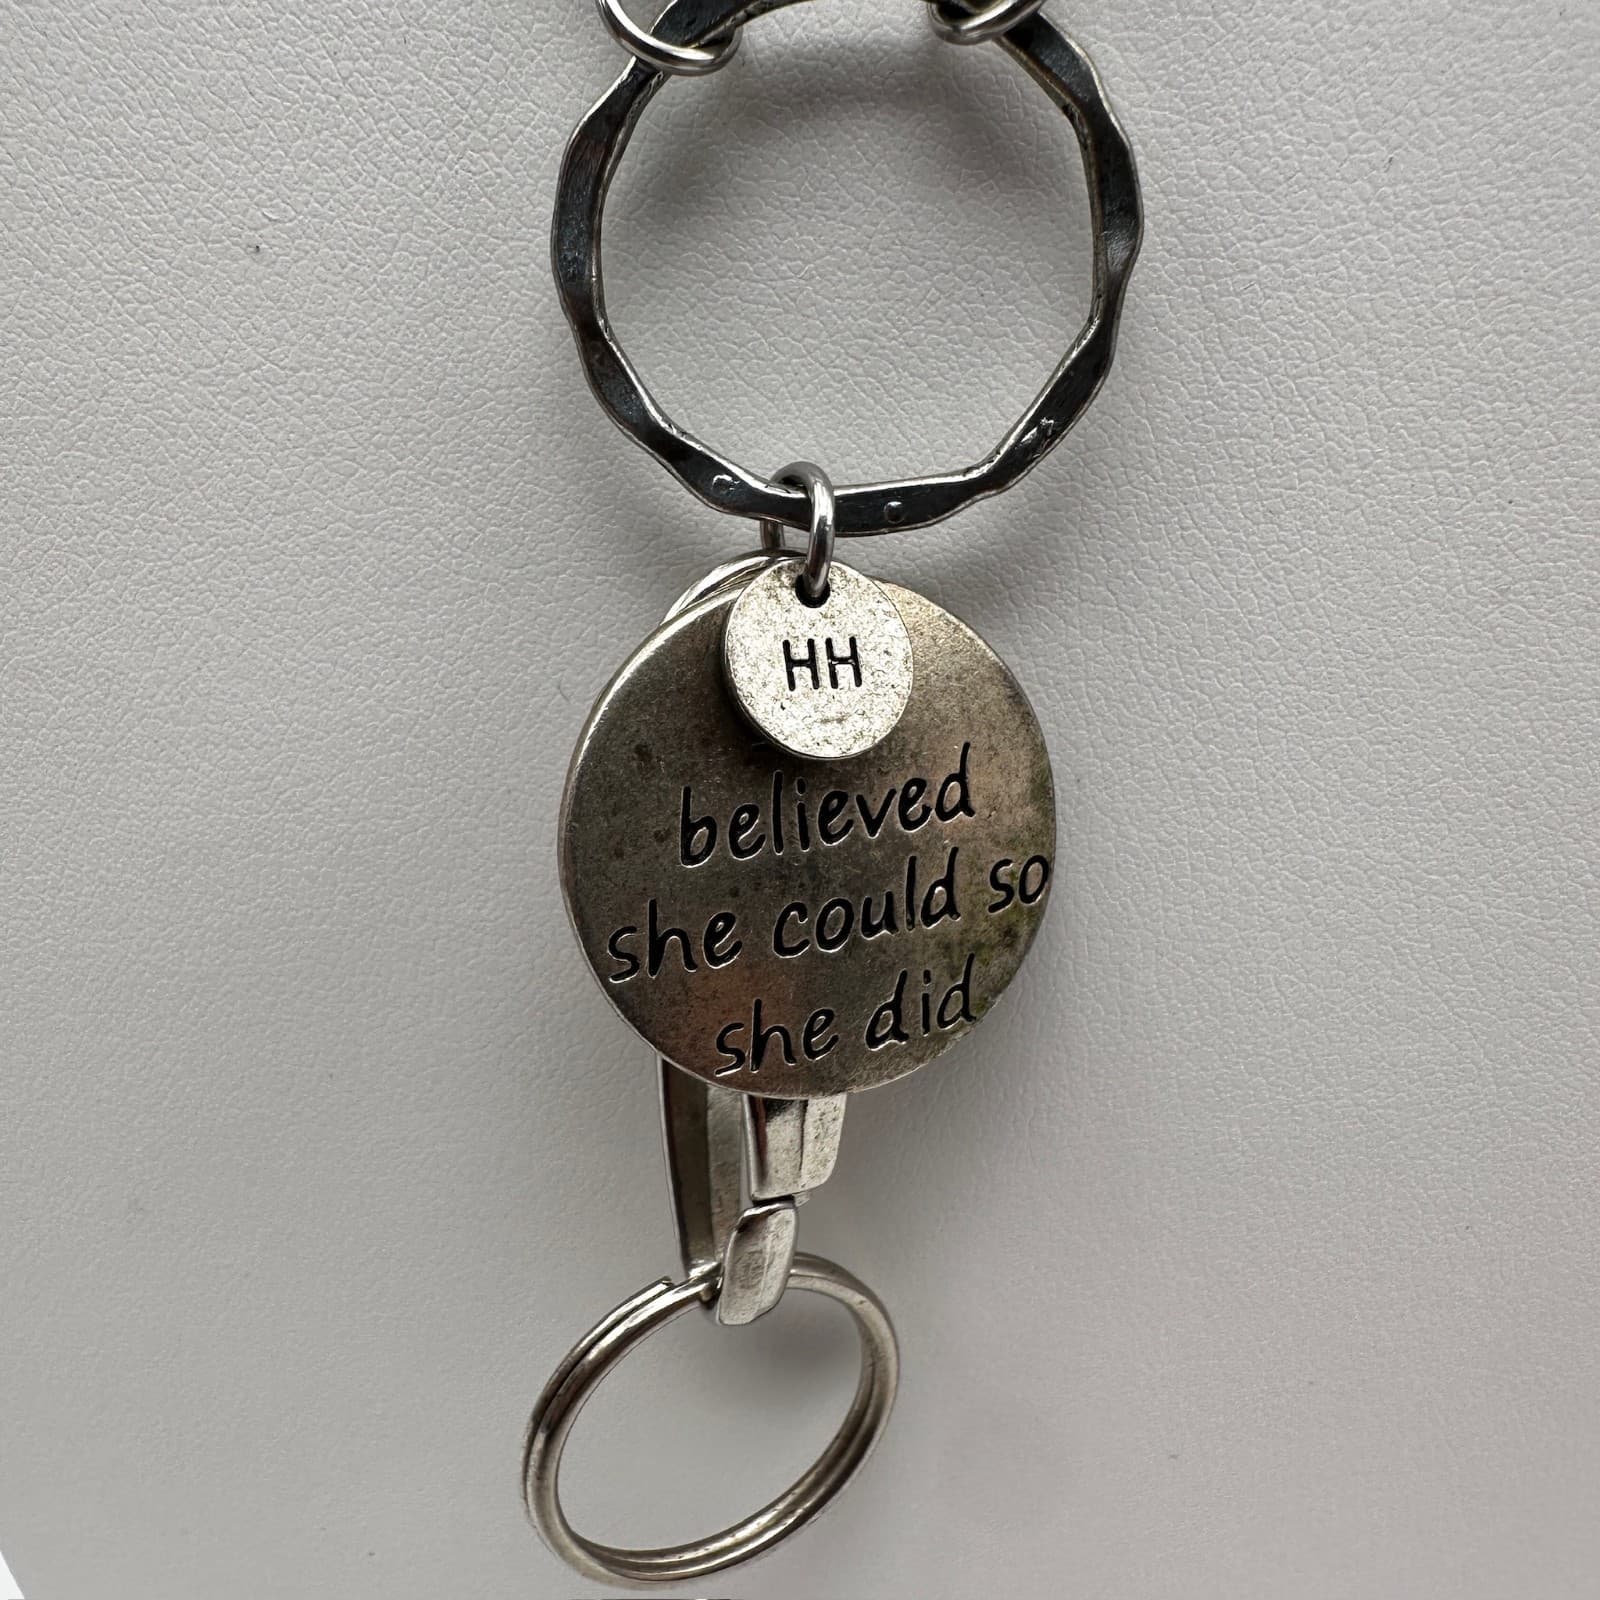 HH
believed
she could so
she did